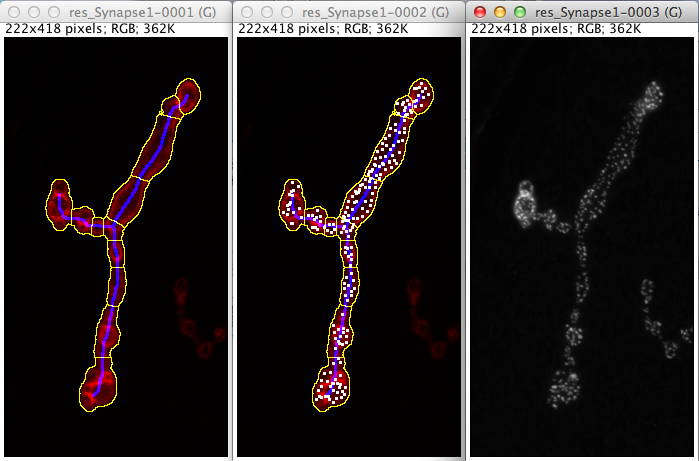 res_Synapse1-0001 (G)
222x418 pixels; RGB; 362K
res_Synapse1-0002 (G)
222x418 pixels; RGB; 362K
res_Synapse1-0003 (G)
222x418 pixels; RGB; 362K